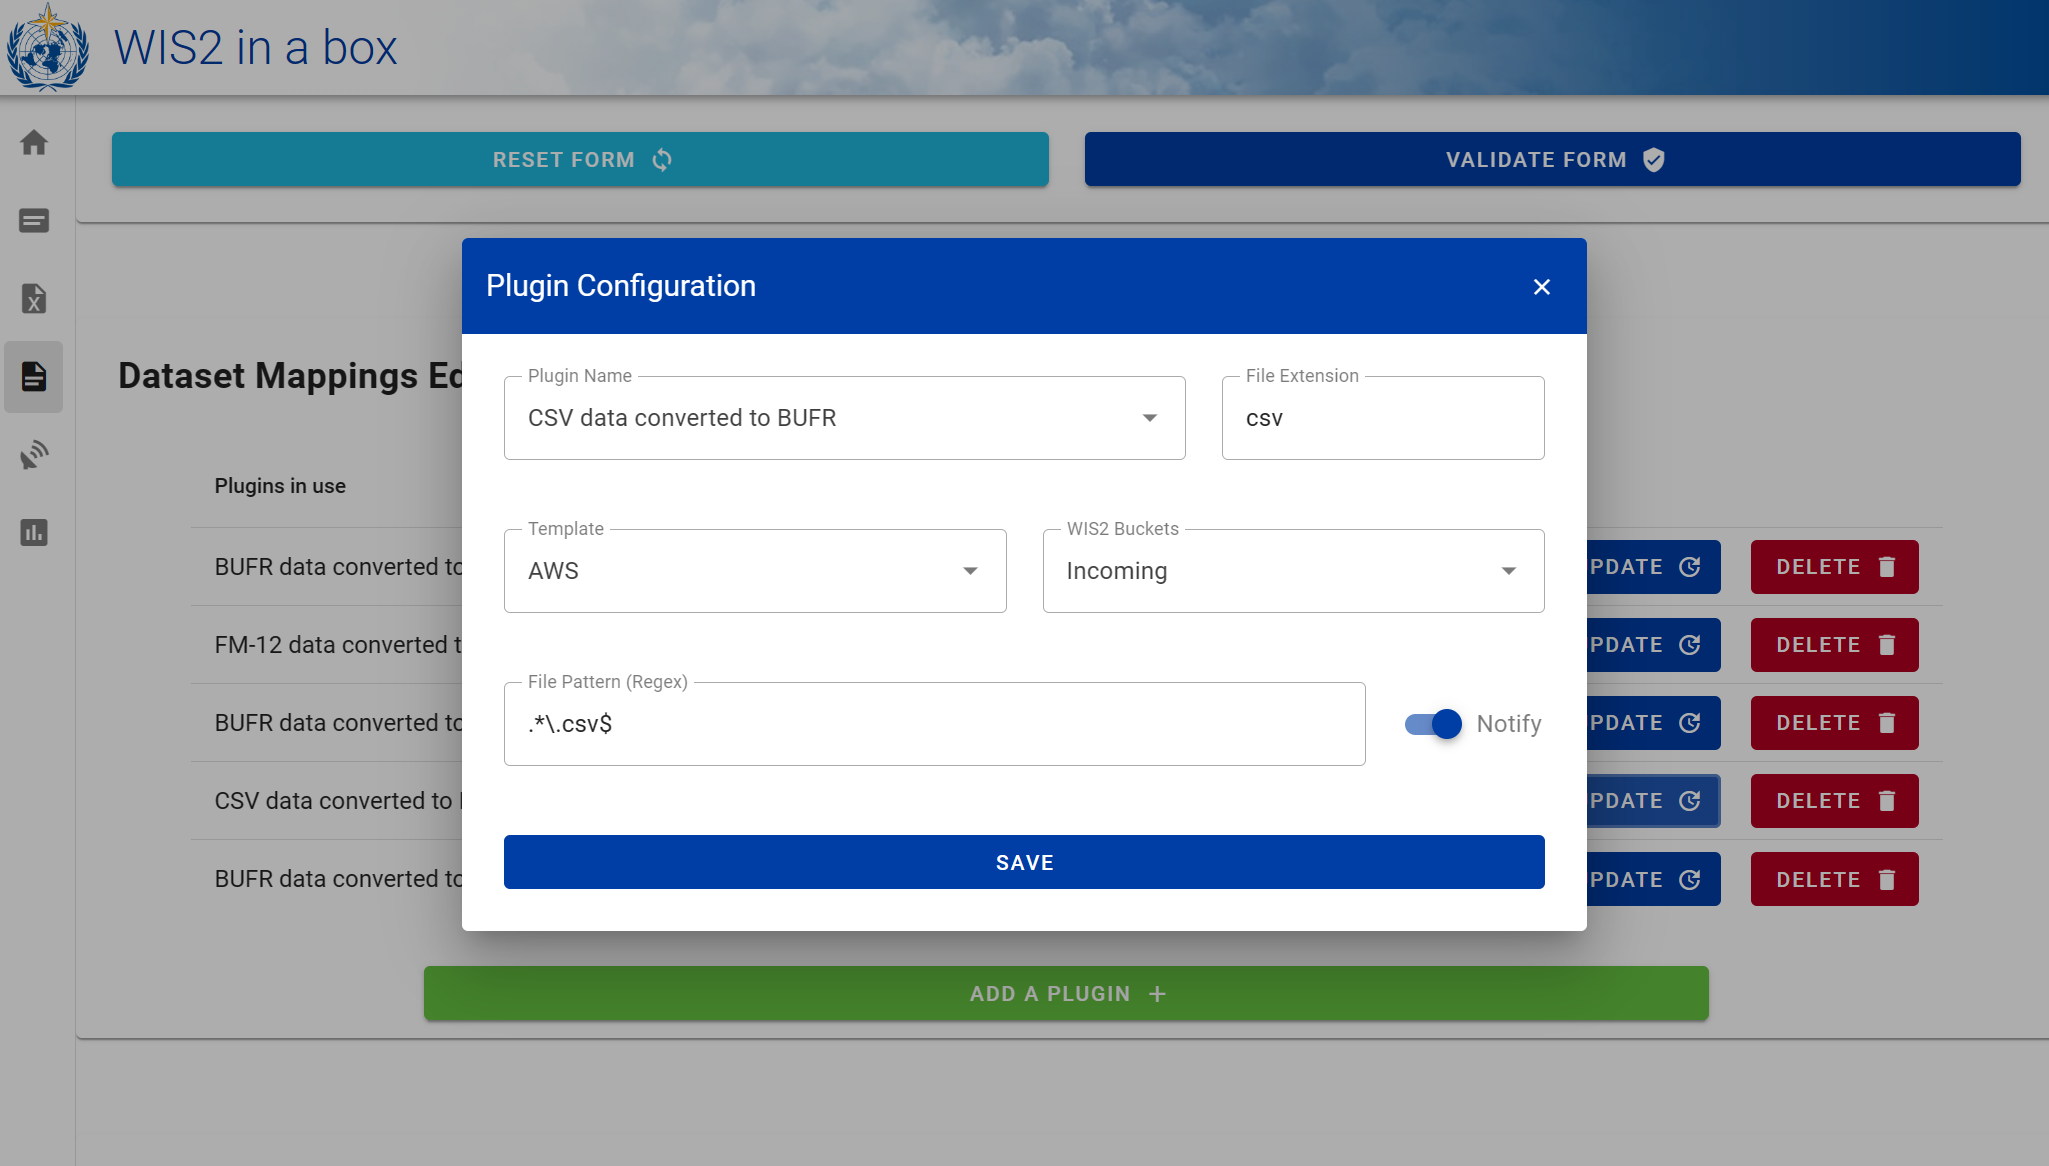 WIS2 in a box
RESET FORM
VALIDATE FORM
Plugin Configuration
Dataset Mappings Ed
Plugin Name
CSV data converted to BUFR
File Extension
csv
Plugins in use
Template
AWS
WIS2 Buckets
Incoming
BUFR data converted to
PDATE
DELETE
FM-12 data converted t
PDATE
DELETE
File Pattern (Regex)
.*\.csv$
Notify
BUFR data converted to
PDATE
DELETE
CSV data converted to
PDATE
DELETE
SAVE
BUFR data converted to
PDATE
DELETE
ADD A PLUGIN +